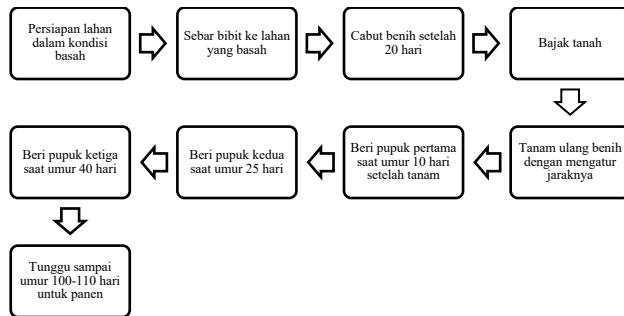 Persiapan lahan
dalam kondisi
basah
Sebar bibit ke lahan
yang basah
Cabut benih setelah
20 hari
Bajak tanah
Tanam ulang benih
dengan mengatur
jaraknya
Beri pupuk pertama
saat umur 10 hari
setelah tanam
Beri pupuk kedua
saat umur 25 hari
Beri pupuk ketiga
saat umur 40 hari
Tunggu sampai
umur 100-110 hari
untuk panen